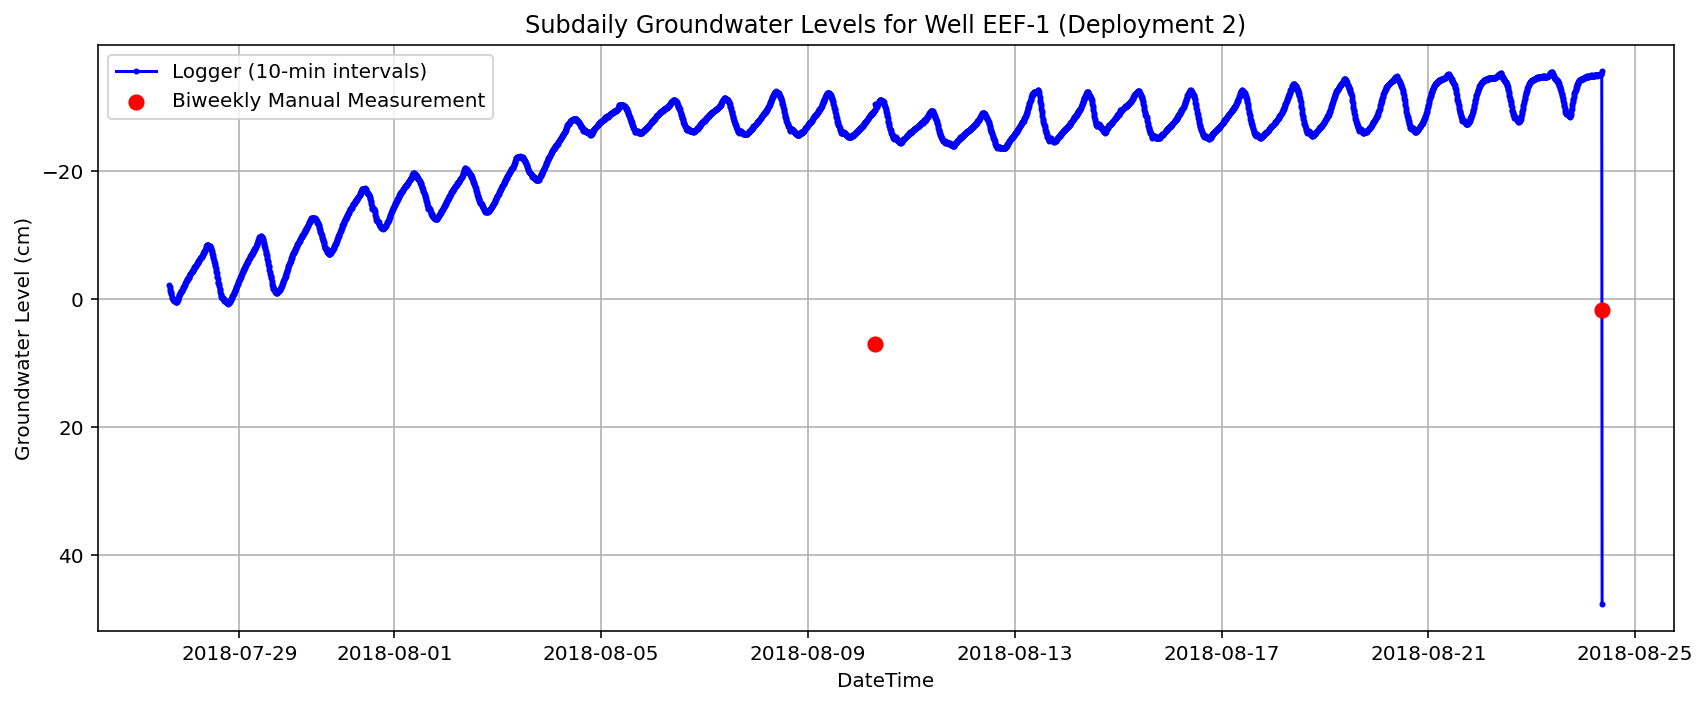 Subdaily Groundwater Levels for Well EEF-1 (Deployment 2)
Logger (10-min intervals)
Biweekly Manual Measurement
Groundwater Level (cm)
−20
0
20
40
2018-07-29 2018-08-01 2018-08-05 2018-08-09 2018-08-13 2018-08-17 2018-08-21 2018-08-25
DateTime